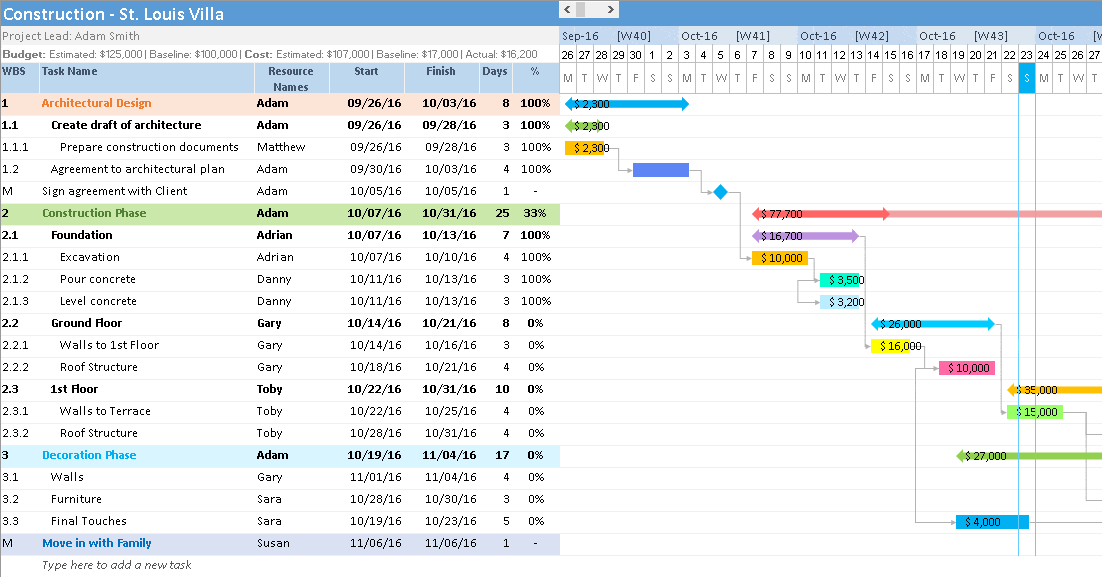 Construction - St. Louis Villa
Project Lead: Adam Smith
Budget: Estimated: $125,000 | Baseline: $100,000 | Cost: Estimated: $107,000 | Baseline: $17,000 | Actual: $16,200
Sep-16 [W40] Oct-16 [W41] Oct-16 [W42] Oct-16 [W43] Oct-16
26 27 28 29 30 1 2 3 4 5 6 7 8 9 10 11 12 13 14 15 16 17 18 19 20 21 22 23 24 25 26 27
WBS Task Name Resource Names Start Finish Days %
M T W T F S S M T W T F S S M T W T F S S M T W T F S S M T W T
1 Architectural Design Adam 09/26/16 10/03/16 8 100% $ 2,300
1.1 Create draft of architecture Adam 09/26/16 09/28/16 3 100% $ 2,300
1.1.1 Prepare construction documents Matthew 09/26/16 09/28/16 3 100% $ 2,300
1.2 Agreement to architectural plan Adam 09/30/16 10/03/16 4 100%
M Sign agreement with Client Adam 10/05/16 10/05/16 1 -
2 Construction Phase Adam 10/07/16 10/31/16 25 33% $ 77,700
2.1 Foundation Adrian 10/07/16 10/13/16 7 100% $ 16,700
2.1.1 Excavation Adrian 10/07/16 10/10/16 4 100% $ 10,000
2.1.2 Pour concrete Danny 10/11/16 10/13/16 3 100% $ 3,500
2.1.3 Level concrete Danny 10/11/16 10/13/16 3 100% $ 3,200
2.2 Ground Floor Gary 10/14/16 10/21/16 8 0% $ 26,000
2.2.1 Walls to 1st Floor Gary 10/14/16 10/16/16 3 0% $ 16,000
2.2.2 Roof Structure Gary 10/18/16 10/21/16 4 0% $ 10,000
2.3 1st Floor Toby 10/22/16 10/31/16 10 0% $ 35,000
2.3.1 Walls to Terrace Toby 10/22/16 10/25/16 4 0% $ 15,000
2.3.2 Roof Structure Toby 10/28/16 10/31/16 4 0%
3 Decoration Phase Adam 10/19/16 11/04/16 17 0% $ 27,000
3.1 Walls Gary 11/01/16 11/04/16 4 0%
3.2 Furniture Sara 10/28/16 10/30/16 3 0%
3.3 Final Touches Sara 10/19/16 10/23/16 5 0% $ 4,000
M Move in with Family Susan 11/06/16 11/06/16 1 -
Type here to add a new task